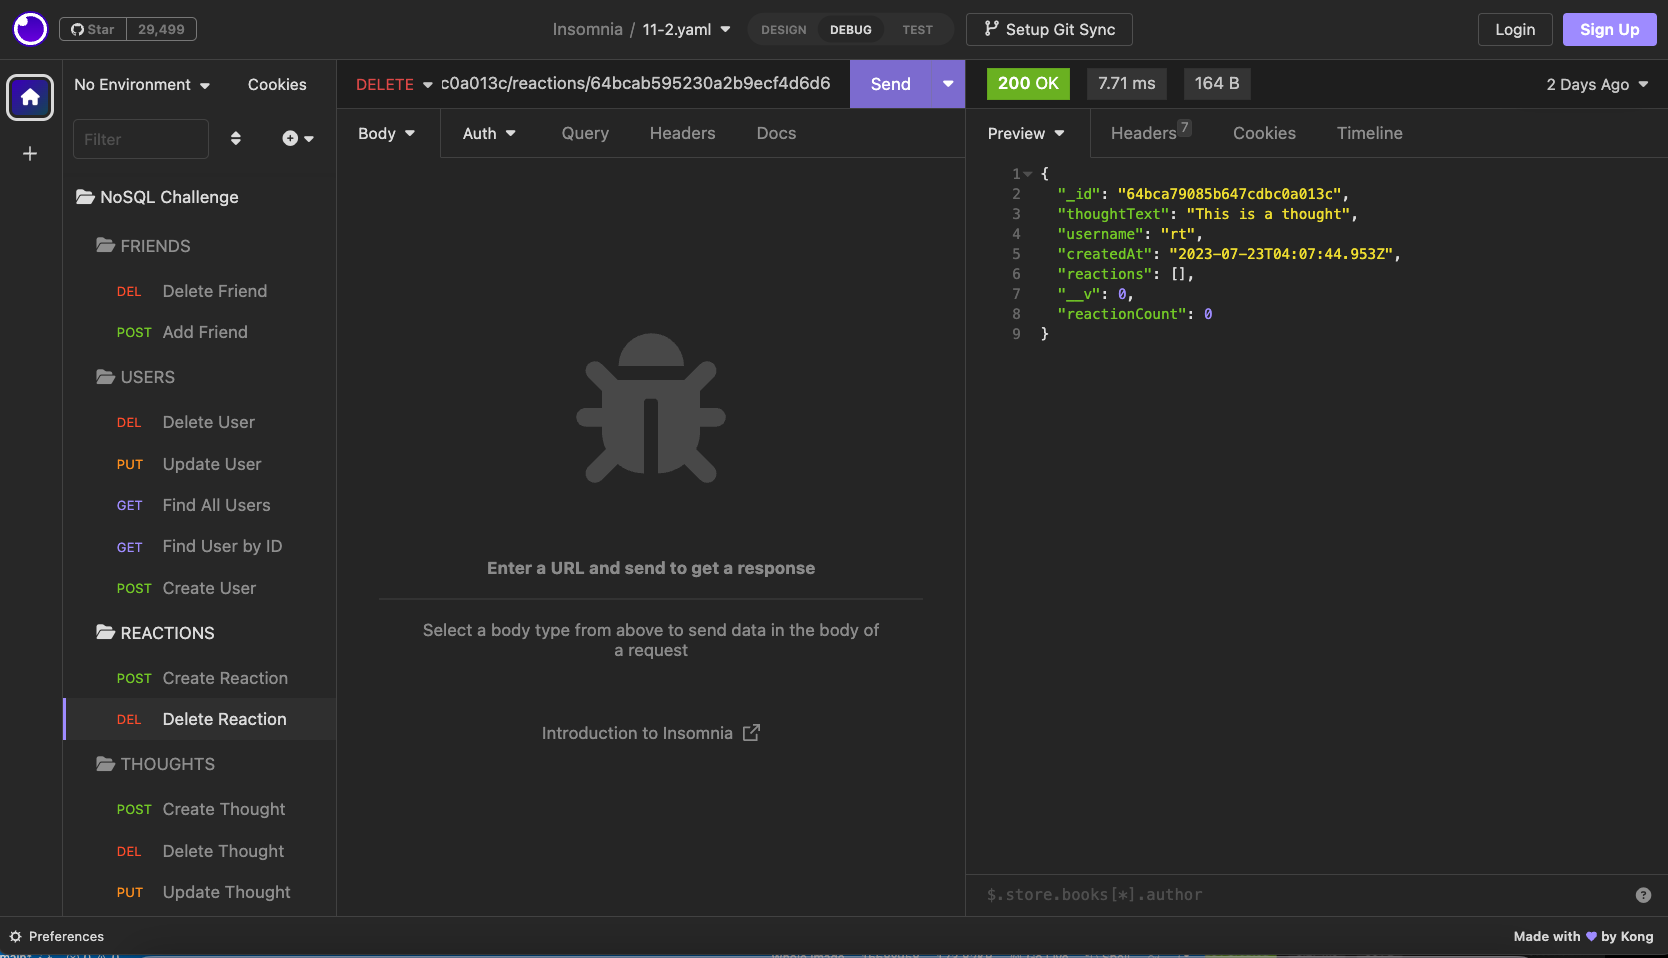 Star 29,499
Insomnia / 11-2.yaml
DESIGN DEBUG TEST
Setup Git Sync
Login
Sign Up
No Environment
Cookies
Filter
NoSQL Challenge
FRIENDS
DEL Delete Friend
POST Add Friend
USERS
DEL Delete User
PUT Update User
GET Find All Users
GET Find User by ID
POST Create User
REACTIONS
POST Create Reaction
DEL Delete Reaction
THOUGHTS
POST Create Thought
DEL Delete Thought
PUT Update Thought
DELETE c0a013c/reactions/64bcab595230a2b9ecf4d6d6 Send
Body Auth Query Headers Docs
Enter a URL and send to get a response
Select a body type from above to send data in the body of
a request
Introduction to Insomnia
200 OK 7.71 ms 164 B 2 Days Ago
Preview Headers 7 Cookies Timeline
1 {
2 "_id": "64bca79085b647cdbc0a013c",
3 "thoughtText": "This is a thought",
4 "username": "rt",
5 "createdAt": "2023-07-23T04:07:44.953Z",
6 "reactions": [],
7 "__v": 0,
8 "reactionCount": 0
9 }
$.store.books[*].author
?
Preferences
Made with by Kong